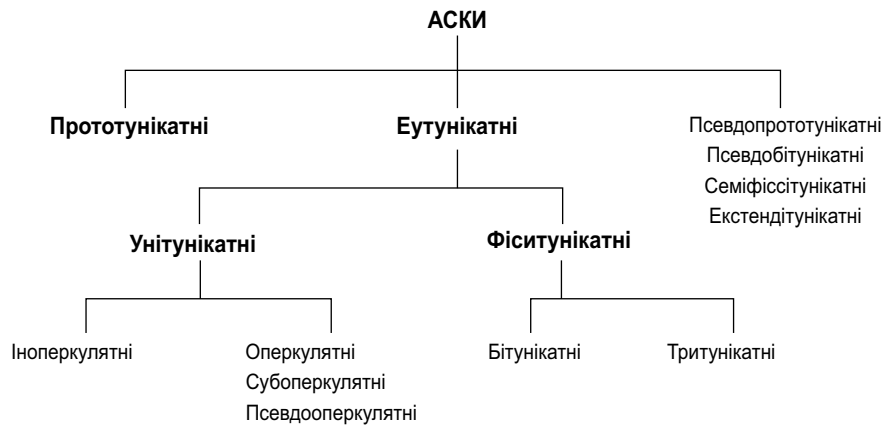 АСКИ
Прототунікатні
Еутунікатні
Псевдопрототунікатні
Псевдобітунікатні
Семіфіссітунікатні
Екстендітунікатні
Унітунікатні
Фіситунікатні
Іноперкулятні
Оперкулятні
Субоперкулятні
Псевдооперкулятні
Бітунікатні
Тритунікатні